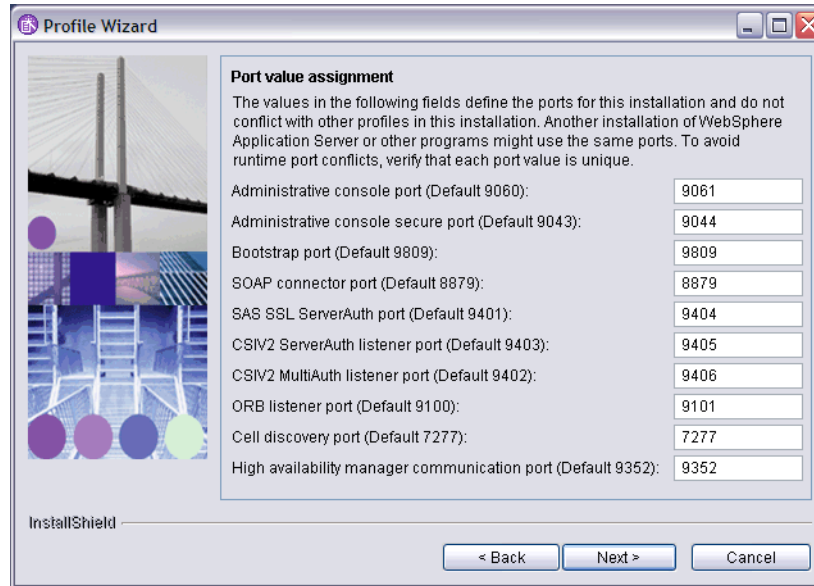 Profile Wizard
Port value assignment
The values in the following fields define the ports for this installation and do not
conflict with other profiles in this installation. Another installation of WebSphere
Application Server or other programs might use the same ports. To avoid
runtime port conflicts, verify that each port value is unique.
Administrative console port (Default 9060): 9061
Administrative console secure port (Default 9043): 9044
Bootstrap port (Default 9809): 9809
SOAP connector port (Default 8879): 8879
SAS SSL ServerAuth port (Default 9401): 9404
CSIV2 ServerAuth listener port (Default 9403): 9405
CSIV2 MultiAuth listener port (Default 9402): 9406
ORB listener port (Default 9100): 9101
Cell discovery port (Default 7277): 7277
High availability manager communication port (Default 9352): 9352
InstallShield
< Back Next > Cancel